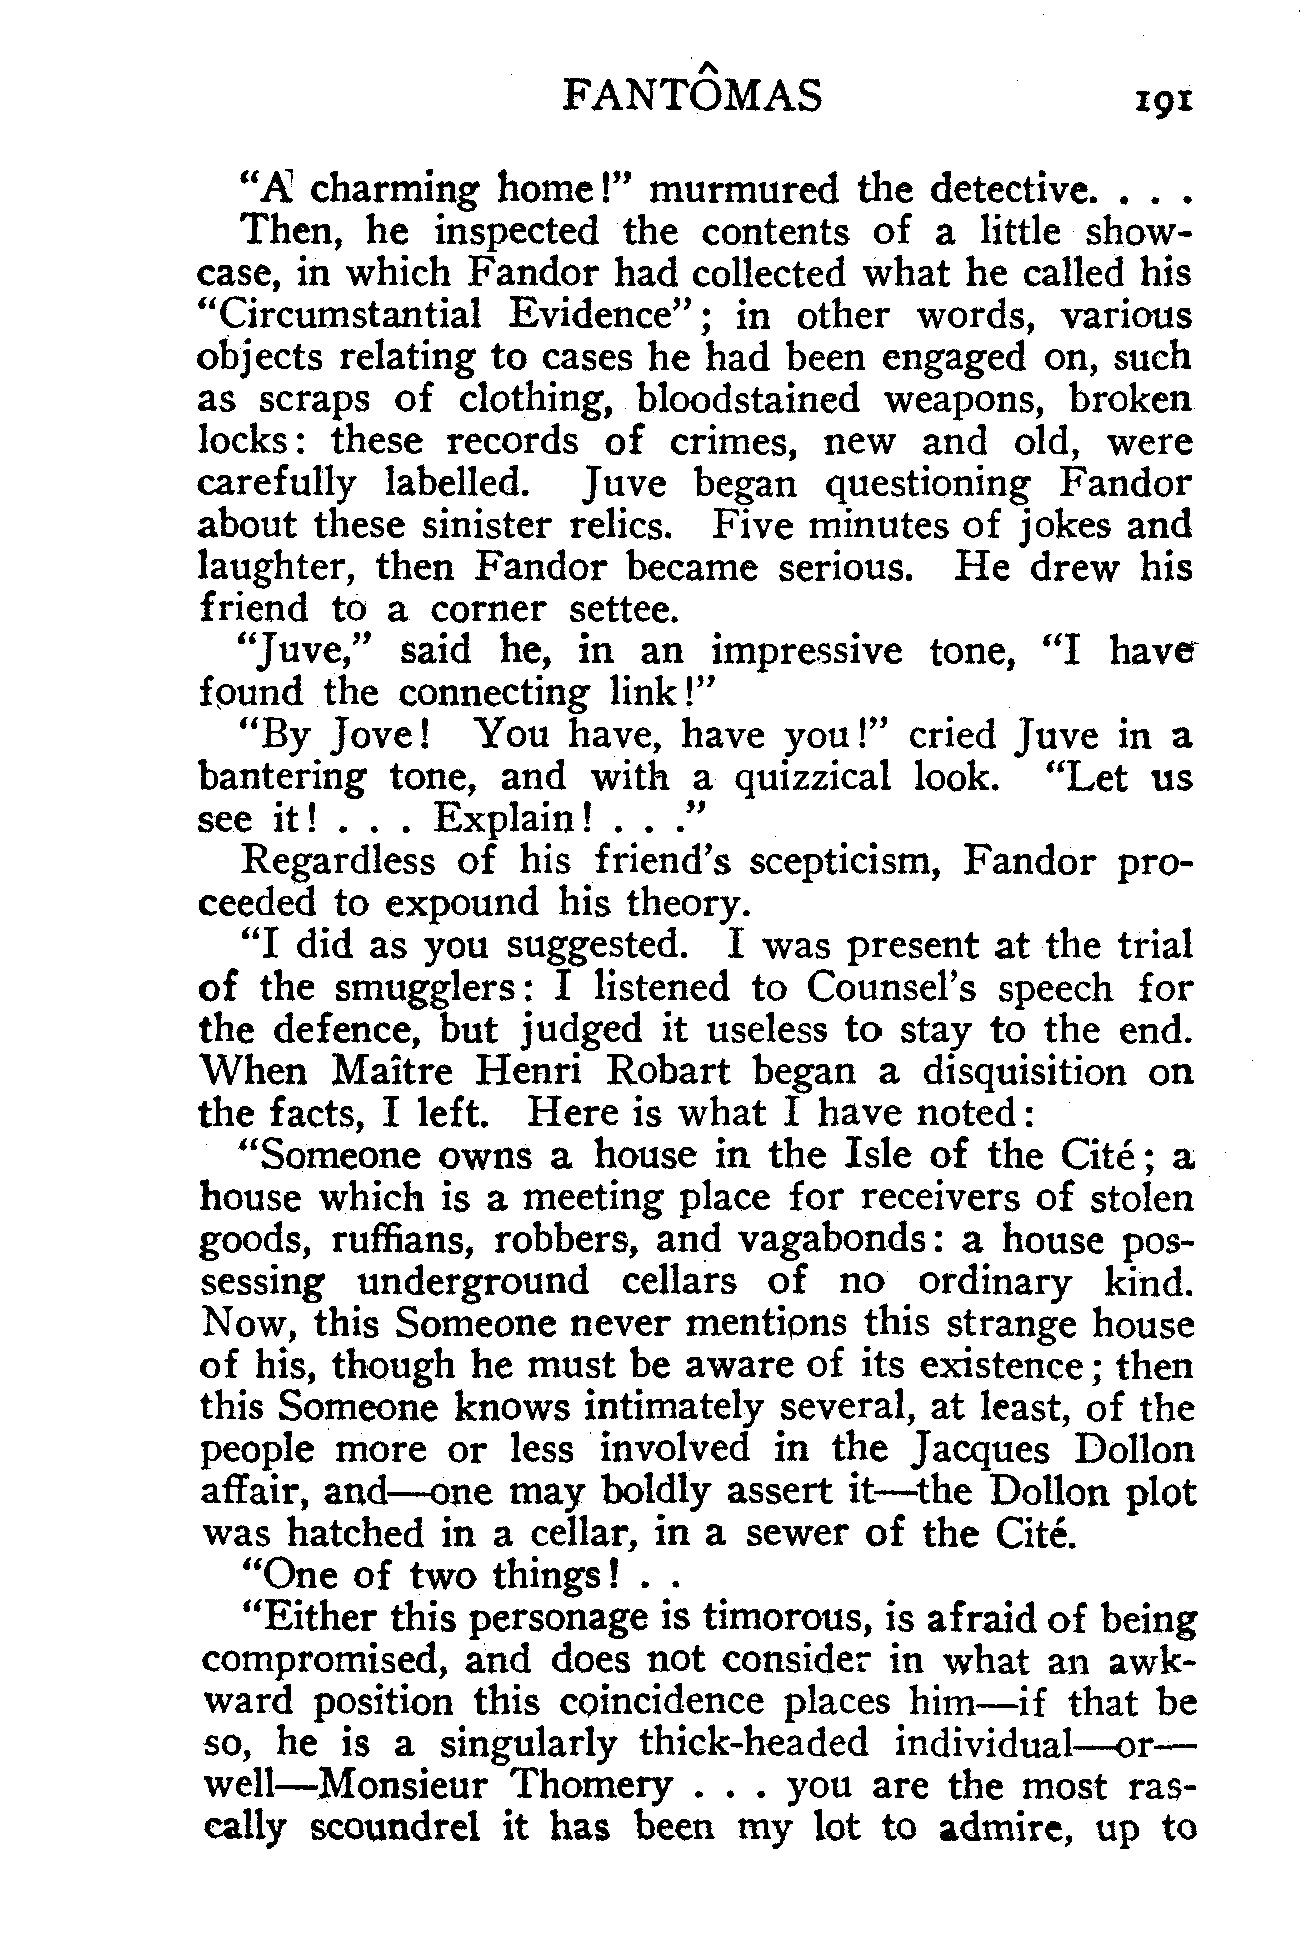 FANTÔMAS 191
"A charming home!" murmured the detective. . . .
Then, he inspected the contents of a little show-
case, in which Fandor had collected what he called his
"Circumstantial Evidence"; in other words, various
objects relating to cases he had been engaged on, such
as scraps of clothing, bloodstained weapons, broken
locks: these records of crimes, new and old, were
carefully labelled. Juve began questioning Fandor
about these sinister relics. Five minutes of jokes and
laughter, then Fandor became serious. He drew his
friend to a corner settee.
"Juve," said he, in an impressive tone, "I have
found the connecting link!"
"By Jove! You have, have you!" cried Juve in a
bantering tone, and with a quizzical look. "Let us
see it! . . . Explain! . . ."
Regardless of his friend's scepticism, Fandor pro-
ceeded to expound his theory.
"I did as you suggested. I was present at the trial
of the smugglers: I listened to Counsel's speech for
the defence, but judged it useless to stay to the end.
When Maître Henri Robart began a disquisition on
the facts, I left. Here is what I have noted:
"Someone owns a house in the Isle of the Cité; a
house which is a meeting place for receivers of stolen
goods, ruffians, robbers, and vagabonds: a house pos-
sessing underground cellars of no ordinary kind.
Now, this Someone never mentions this strange house
of his, though he must be aware of its existence; then
this Someone knows intimately several, at least, of the
people more or less involved in the Jacques Dollon
affair, and—one may boldly assert it—the Dollon plot
was hatched in a cellar, in a sewer of the Cité.
"One of two things! . .
"Either this personage is timorous, is afraid of being
compromised, and does not consider in what an awk-
ward position this coincidence places him—if that be
so, he is a singularly thick-headed individual—or—
well—Monsieur Thomery . . . you are the most ras-
cally scoundrel it has been my lot to admire, up to